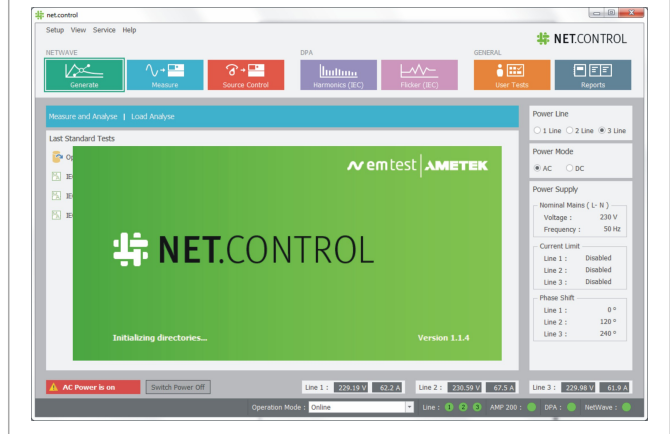 net.control
Setup View Service Help
NET.CONTROL
NETWAVE
DPA
GENERAL
Generate
Measure
Source Control
Harmonics (IEC)
Flicker (IEC)
User Tests
Reports
Measure and Analyse | Load Analyse
Last Standard Tests
Op
IE
IE
IE
emtest AMETEK
NET.CONTROL
Initializing directories...
Version 1.1.4
Power Line
1 Line 2 Line 3 Line
Power Mode
AC DC
Power Supply
Nominal Mains ( L- N )
Voltage : 230 V
Frequency : 50 Hz
Current Limit
Line 1 : Disabled
Line 2 : Disabled
Line 3 : Disabled
Phase Shift
Line 1 : 0 °
Line 2 : 120 °
Line 3 : 240 °
AC Power is on
Switch Power Off
Line 1 : 229.19 V 62.2 A
Line 2 : 230.59 V 67.5 A
Line 3 : 229.98 V 61.9 A
Operation Mode : Online
Line : 1 2 3 AMP 200 : DPA : NetWave :